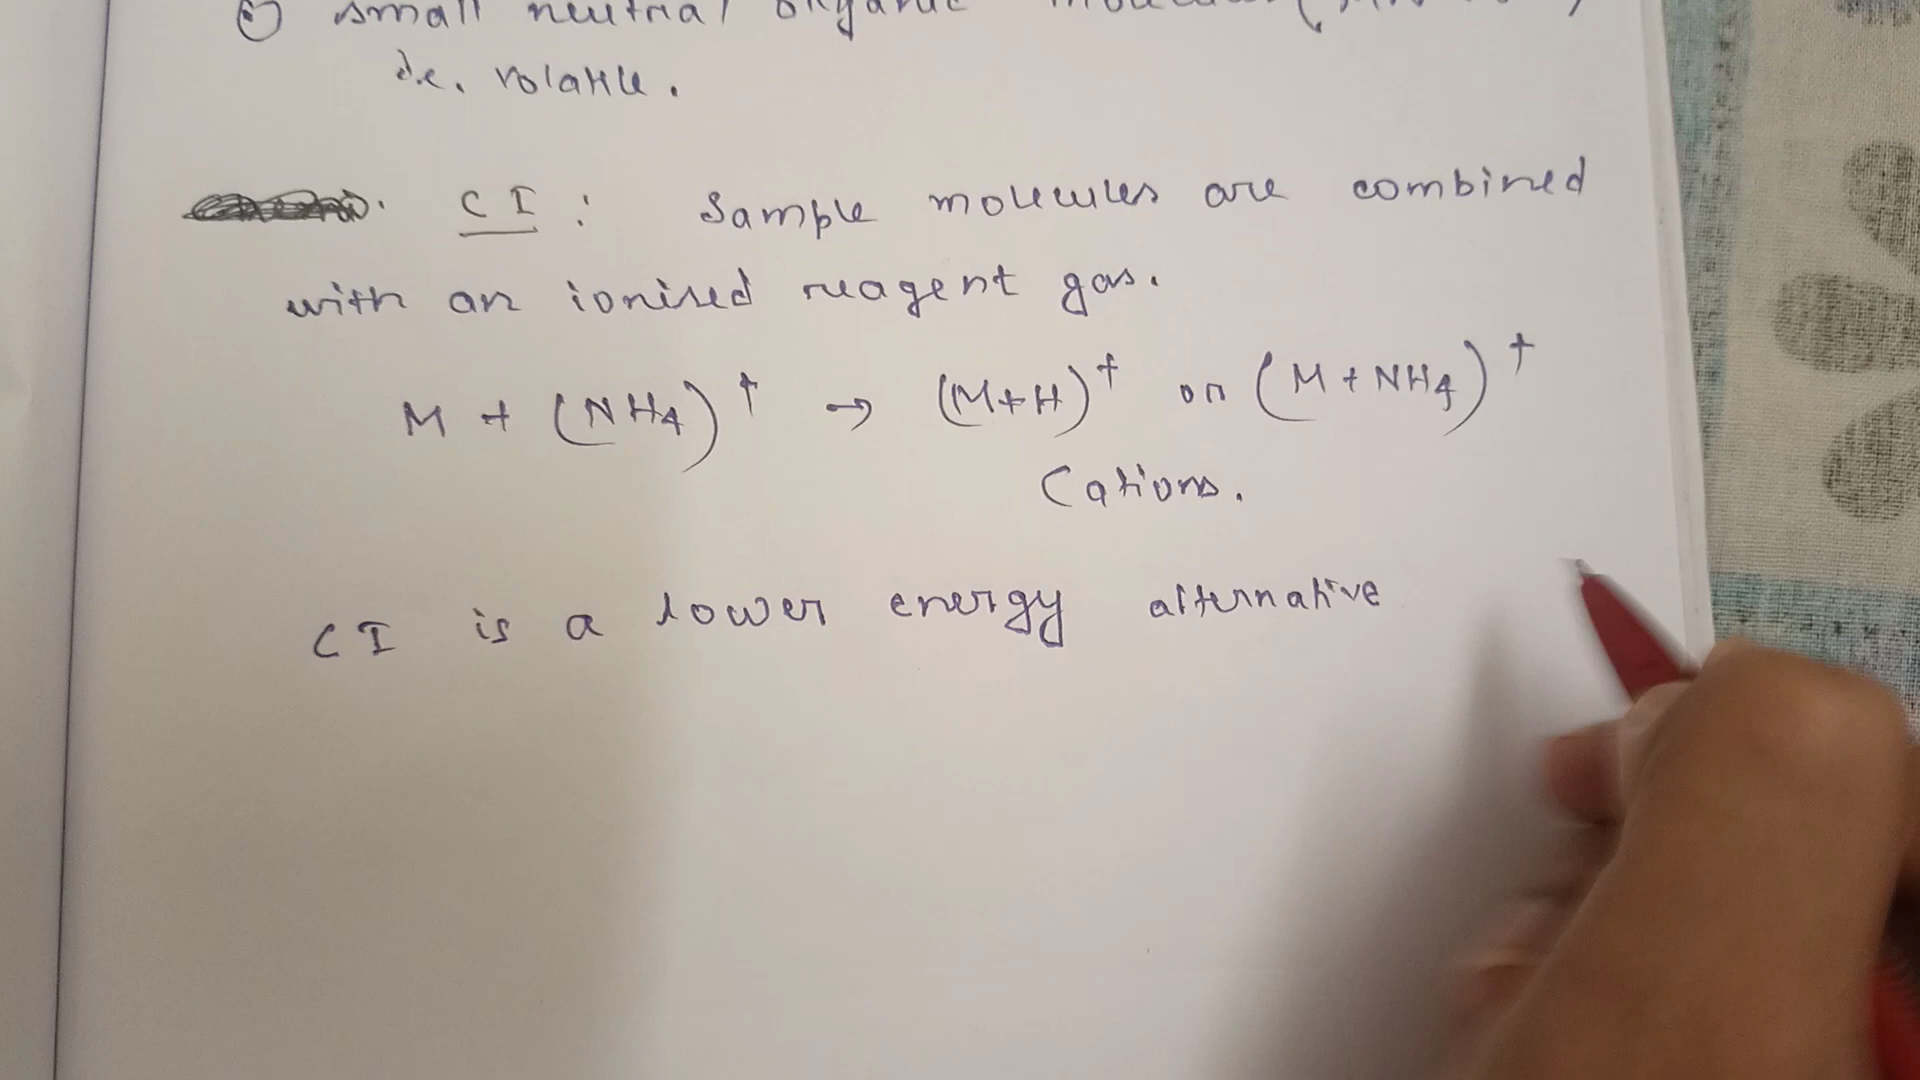 small neutral organic
i.e. volatile.
CI: Sample molecules are combined
with an ionised reagent gas.
M + (NH4)+ → (M+H)+ or (M+NH4)+
Cations.
CI is a lower energy alternative